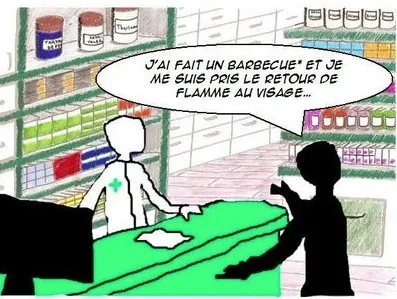 J'AI FAIT UN BARBECUE* ET JE
ME SUIS PRIS LE RETOUR DE
FLAMME AU VISAGE...